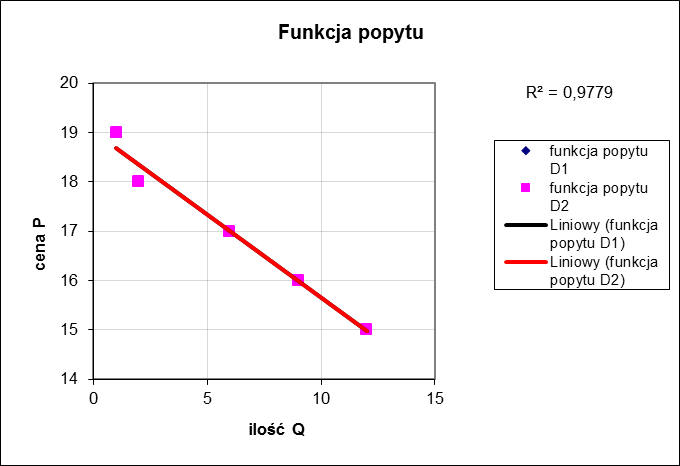 Funkcja popytu
R² = 0,9779
20
19
18
17
16
15
14
0 5 10 15
cena P
ilość Q
funkcja popytu
D1
funkcja popytu
D2
Liniowy (funkcja
popytu D1)
Liniowy (funkcja
popytu D2)